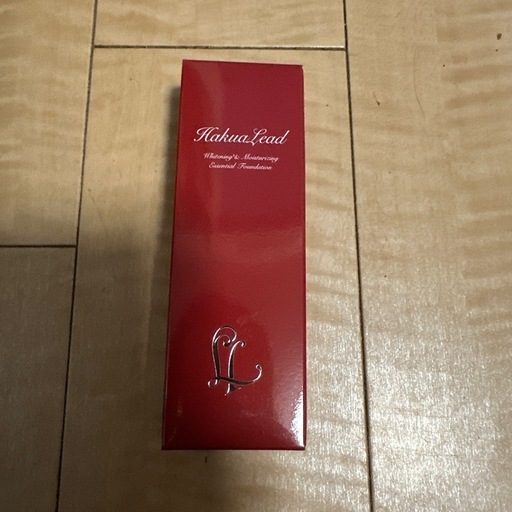 HakuaLead
Whitening & Moisturizing
Essential Foundation